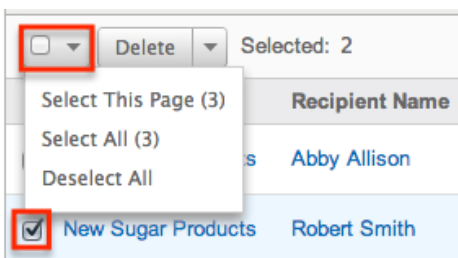 Delete Selected: 2
Select This Page (3)
Recipient Name
Select All (3)
s Abby Allison
Deselect All
New Sugar Products Robert Smith